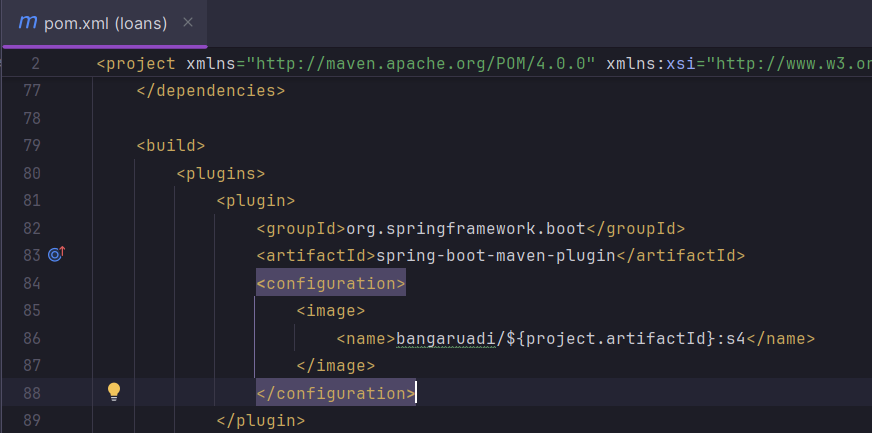 m pom.xml (loans) ×
2 <project xmlns="http://maven.apache.org/POM/4.0.0" xmlns:xsi="http://www.w3.or
77 </dependencies>
78
79 <build>
80 <plugins>
81 <plugin>
82 <groupId>org.springframework.boot</groupId>
83 <artifactId>spring-boot-maven-plugin</artifactId>
84 <configuration>
85 <image>
86 <name>bangaruadi/${project.artifactId}:s4</name>
87 </image>
88 </configuration>
89 </plugin>